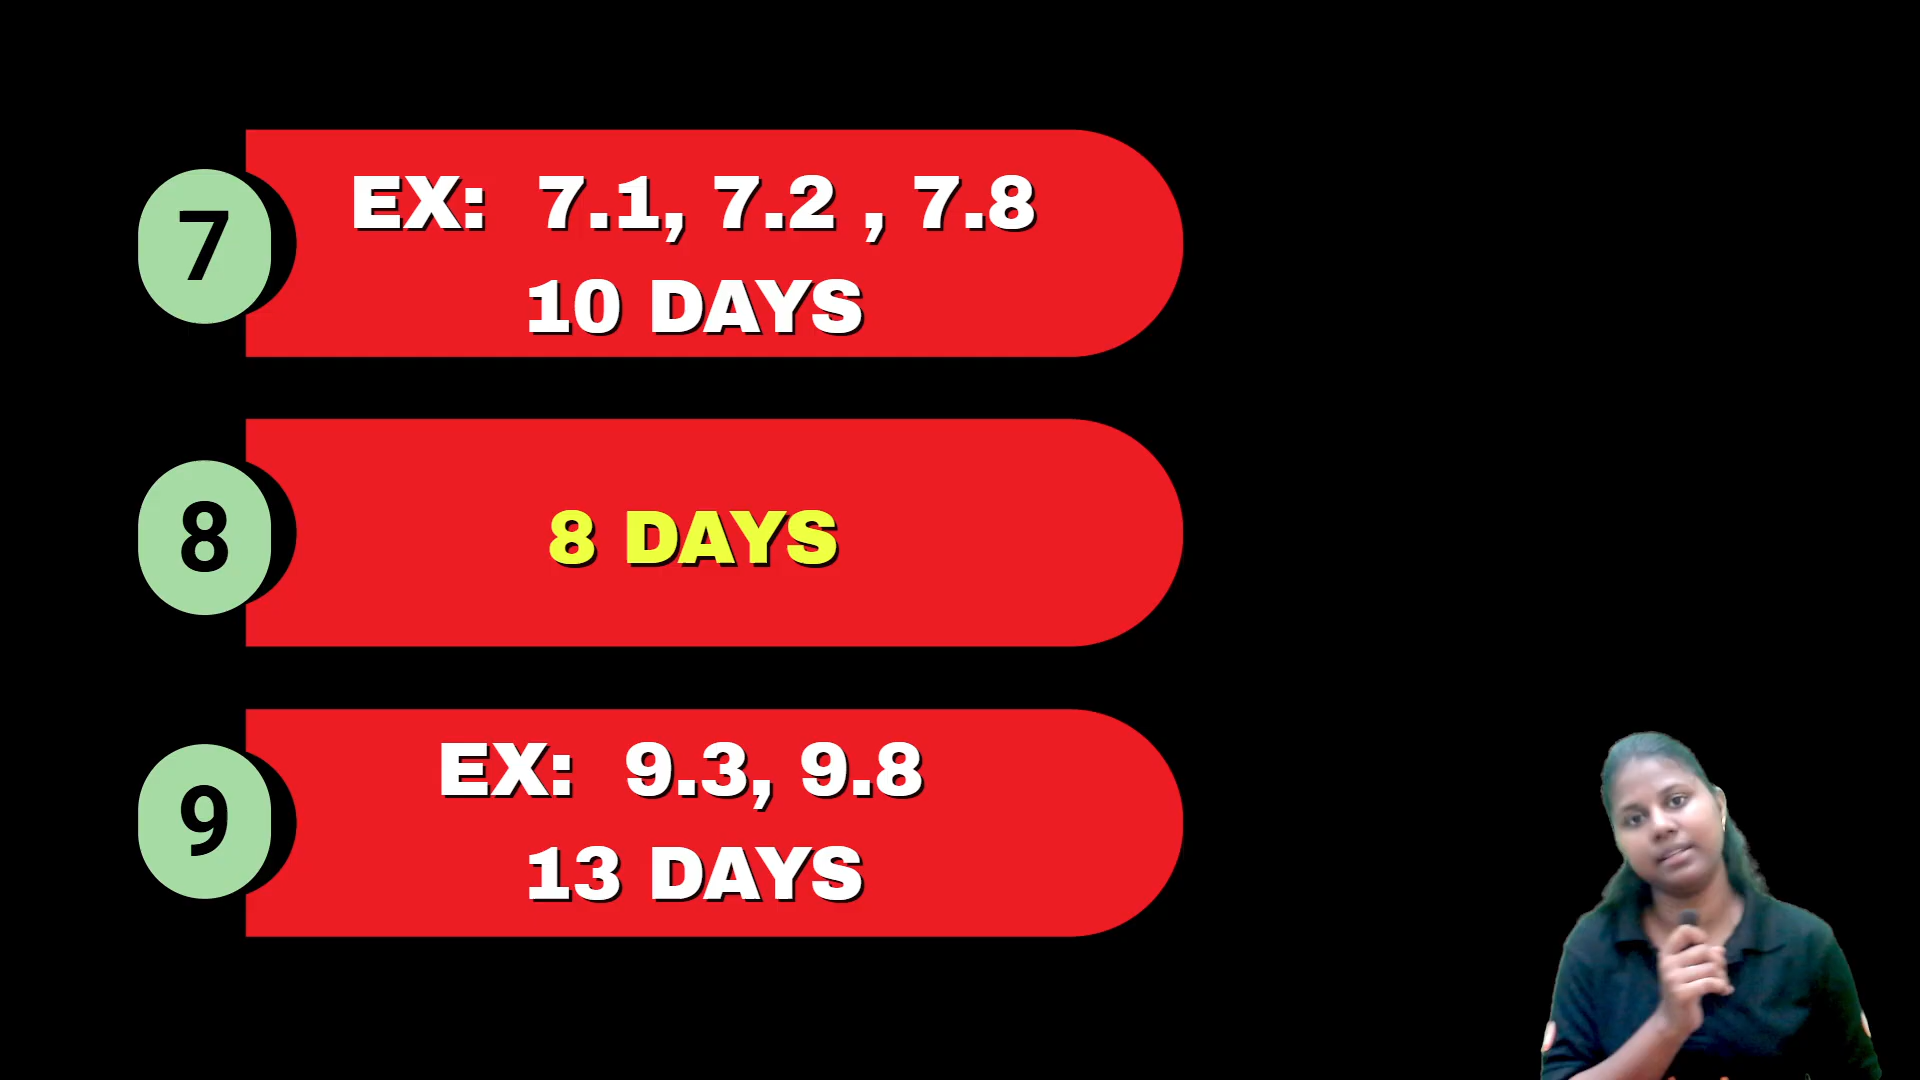 7
EX: 7.1, 7.2 , 7.8
10 DAYS
8
8 DAYS
9
EX: 9.3, 9.8
13 DAYS